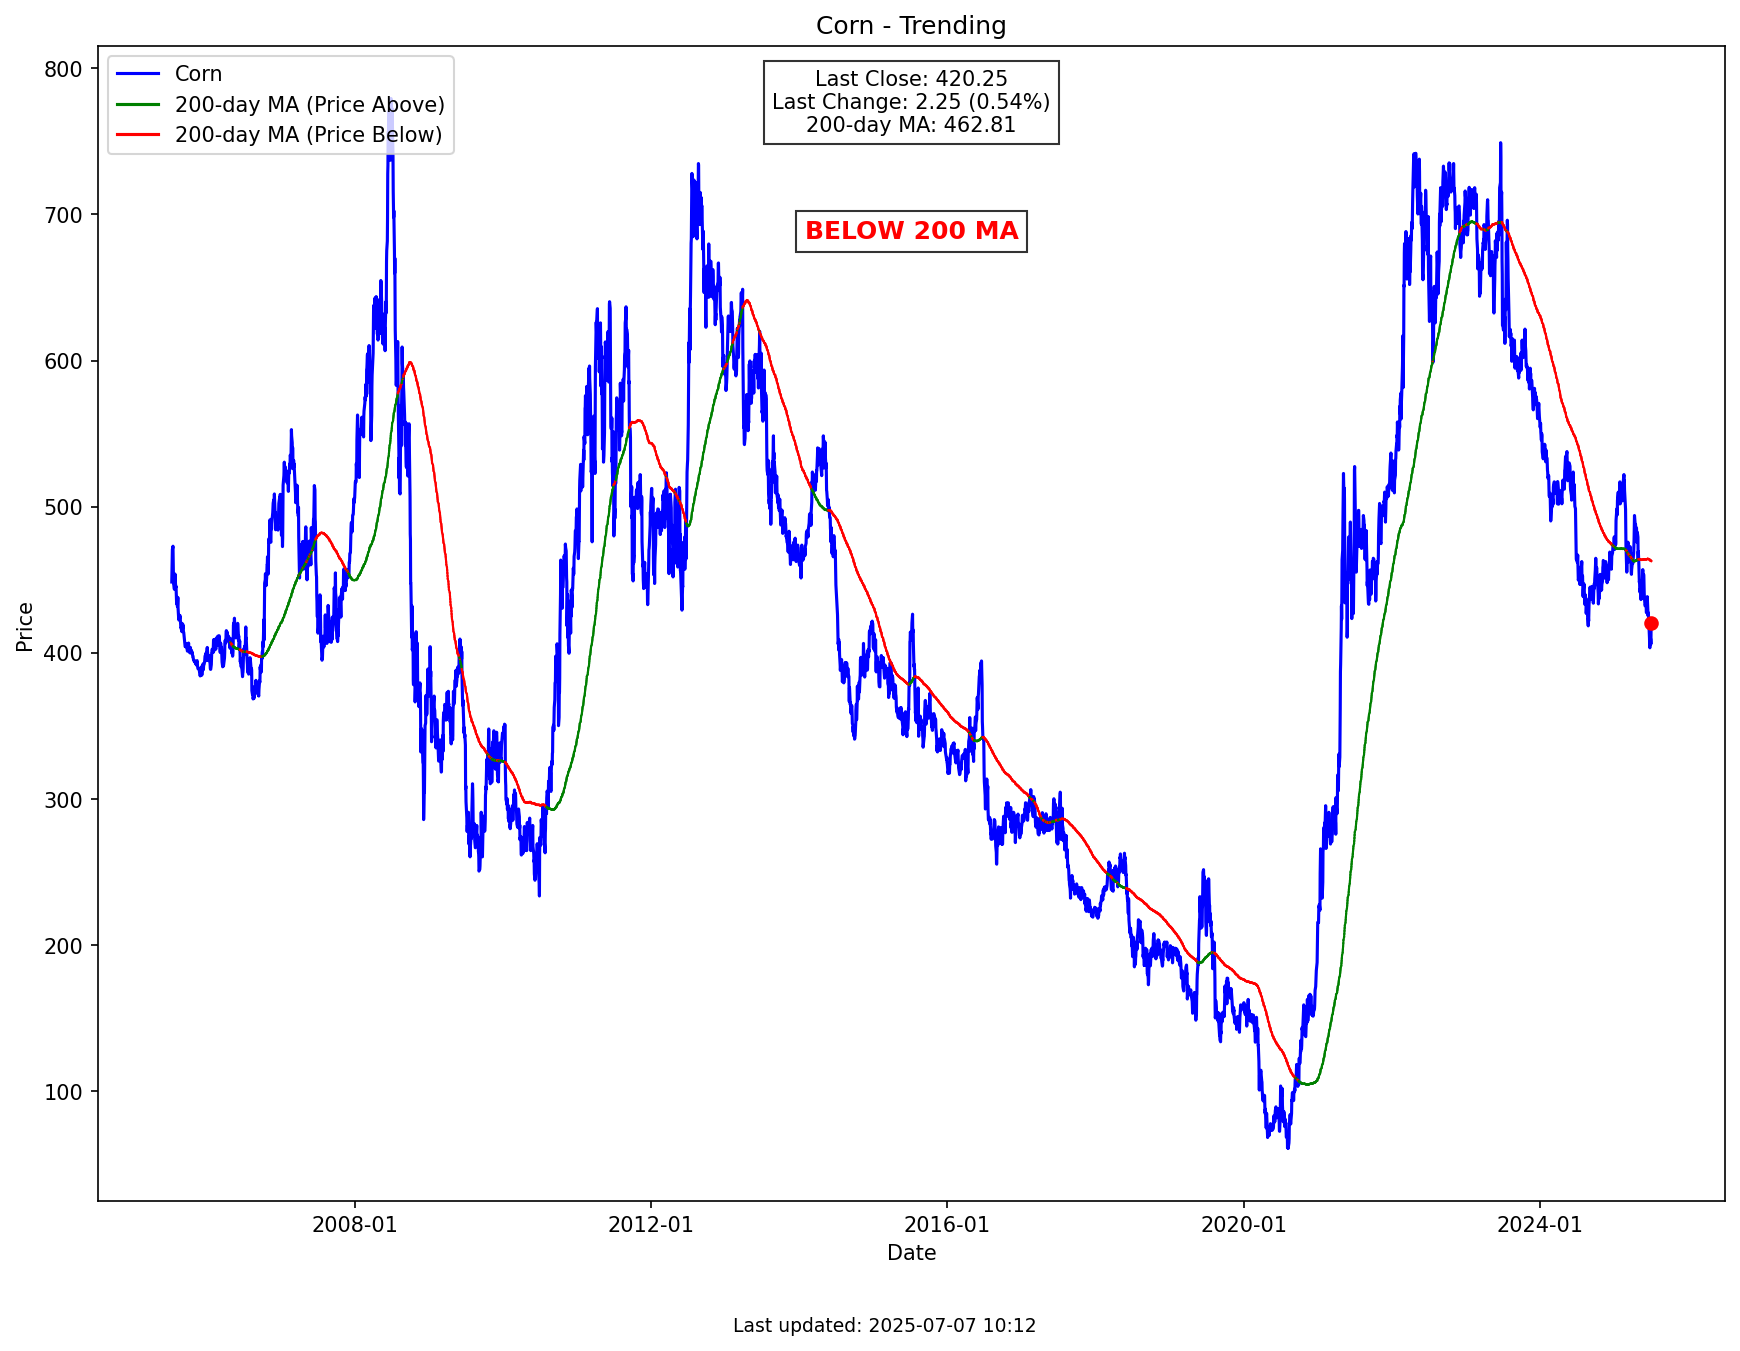 Corn - Trending
Corn
200-day MA (Price Above)
200-day MA (Price Below)
Last Close: 420.25
Last Change: 2.25 (0.54%)
200-day MA: 462.81
BELOW 200 MA
800
700
600
500
400
300
200
100
Price
2008-01
2012-01
2016-01
2020-01
2024-01
Date
Last updated: 2025-07-07 10:12